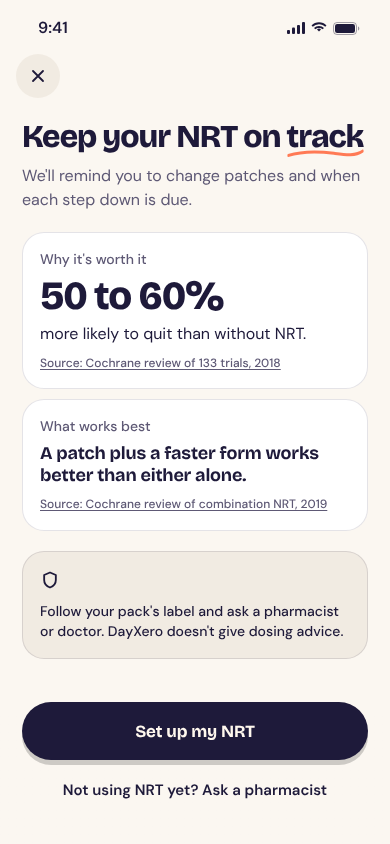 9:41
Keep your NRT on track
We'll remind you to change patches and when
each step down is due.
Why it's worth it
50 to 60%
more likely to quit than without NRT.
Source: Cochrane review of 133 trials, 2018
What works best
A patch plus a faster form works
better than either alone.
Source: Cochrane review of combination NRT, 2019
Follow your pack's label and ask a pharmacist
or doctor. DayXero doesn't give dosing advice.
Set up my NRT
Not using NRT yet? Ask a pharmacist